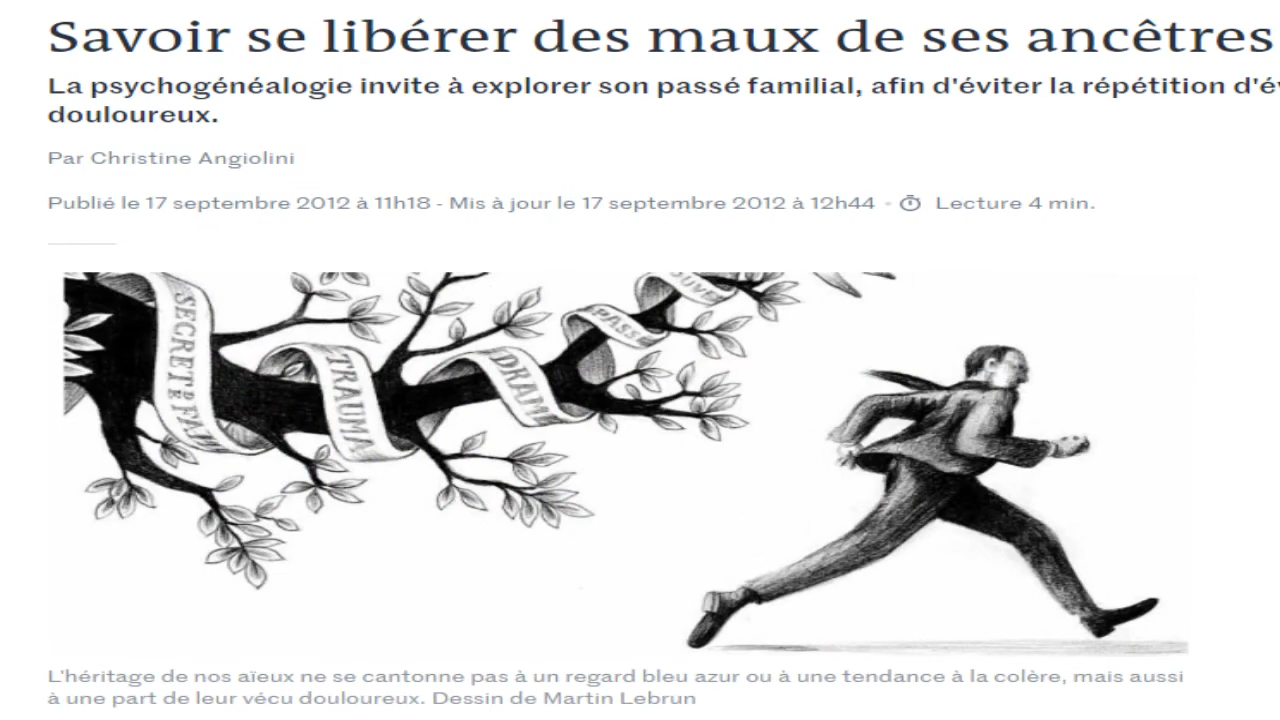 Savoir se libérer des maux de ses ancêtres
La psychogénéalogie invite à explorer son passé familial, afin d'éviter la répétition
douloureux.
Par Christine Angiolini
Publié le 17 septembre 2012 à 11h18 - Mis à jour le 17 septembre 2012 à 12h44 • Lecture 4 min.
SECRET
TRAUMA
DRAME
PASSÉ
L'héritage de nos aïeux ne se cantonne pas à un regard bleu azur ou à une tendance à la colère, mais aussi
à une part de leur vécu douloureux. Dessin de Martin Lebrun